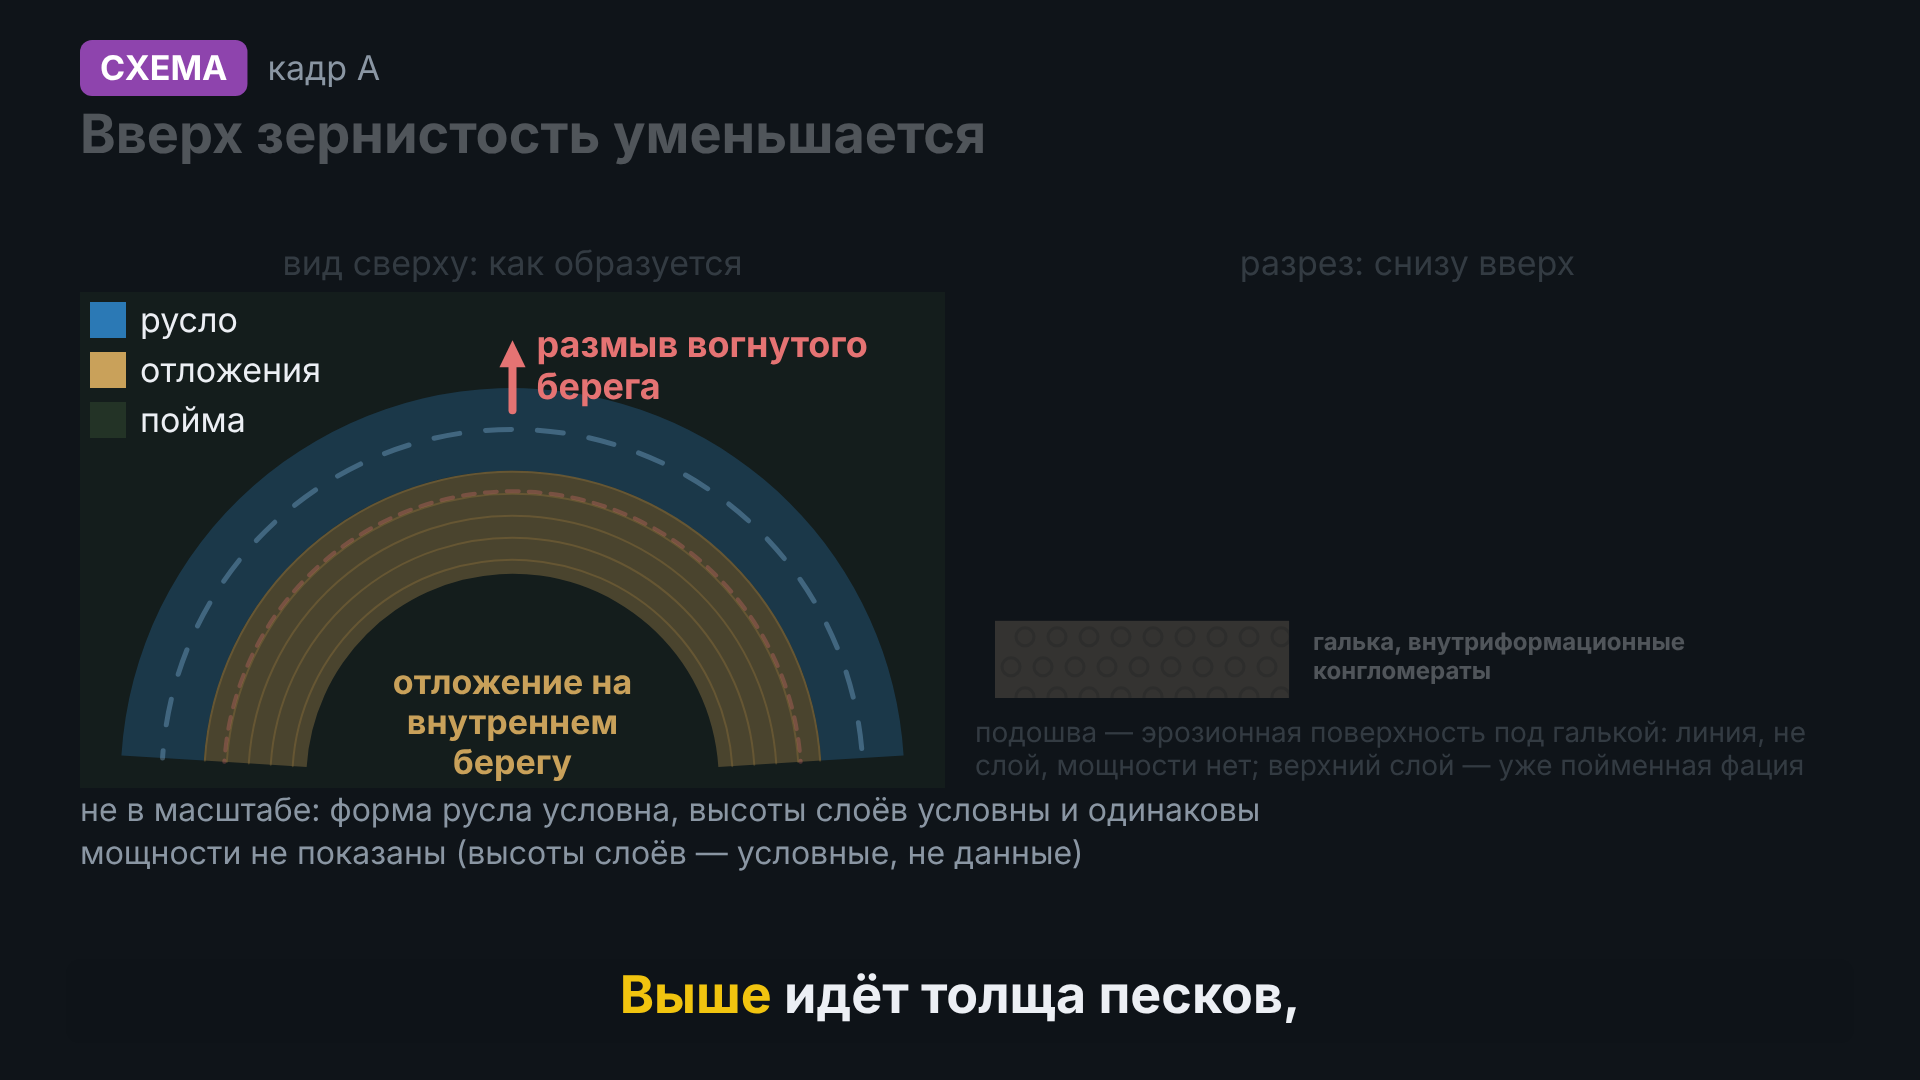 СХЕМА кадр А
Вверх зернистость уменьшается
вид сверху: как образуется
разрез: снизу вверх
русло
отложения
пойма
размыв вогнутого
берега
отложение на
внутреннем
берегу
галька, внутриформационные
конгломераты
подошва — эрозионная поверхность под галькой: линия, не
слой, мощности нет; верхний слой — уже пойменная фация
не в масштабе: форма русла условна, высоты слоёв условны и одинаковы
мощности не показаны (высоты слоёв — условные, не данные)
Выше идёт толща песков,